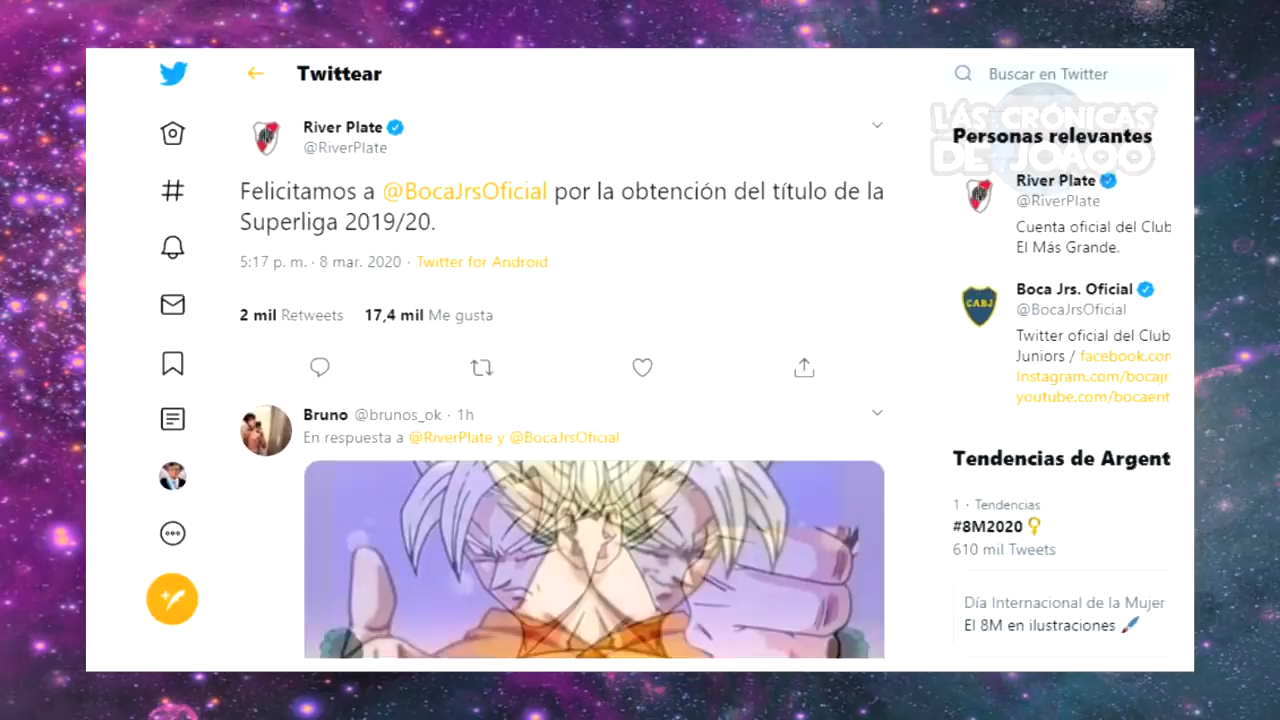 Twittear
River Plate
@RiverPlate
Felicitamos a @BocaJrsOficial por la obtención del título de la
Superliga 2019/20.
5:17 p. m. · 8 mar. 2020 · Twitter for Android
2 mil Retweets 17,4 mil Me gusta
Bruno @brunos_ok · 1h
En respuesta a @RiverPlate y @BocaJrsOficial
Buscar en Twitter
LÁS CRÓNICAS
DE JOAQO
Personas relevantes
River Plate
@RiverPlate
Cuenta oficial del Club
El Más Grande.
CABJ
Boca Jrs. Oficial
@BocaJrsOficial
Twitter oficial del Club
Juniors / facebook.con
Instagram.com/bocajr
youtube.com/bocaent
Tendencias de Argent
1 · Tendencias
#8M2020
610 mil Tweets
Día Internacional de la Mujer
El 8M en ilustraciones